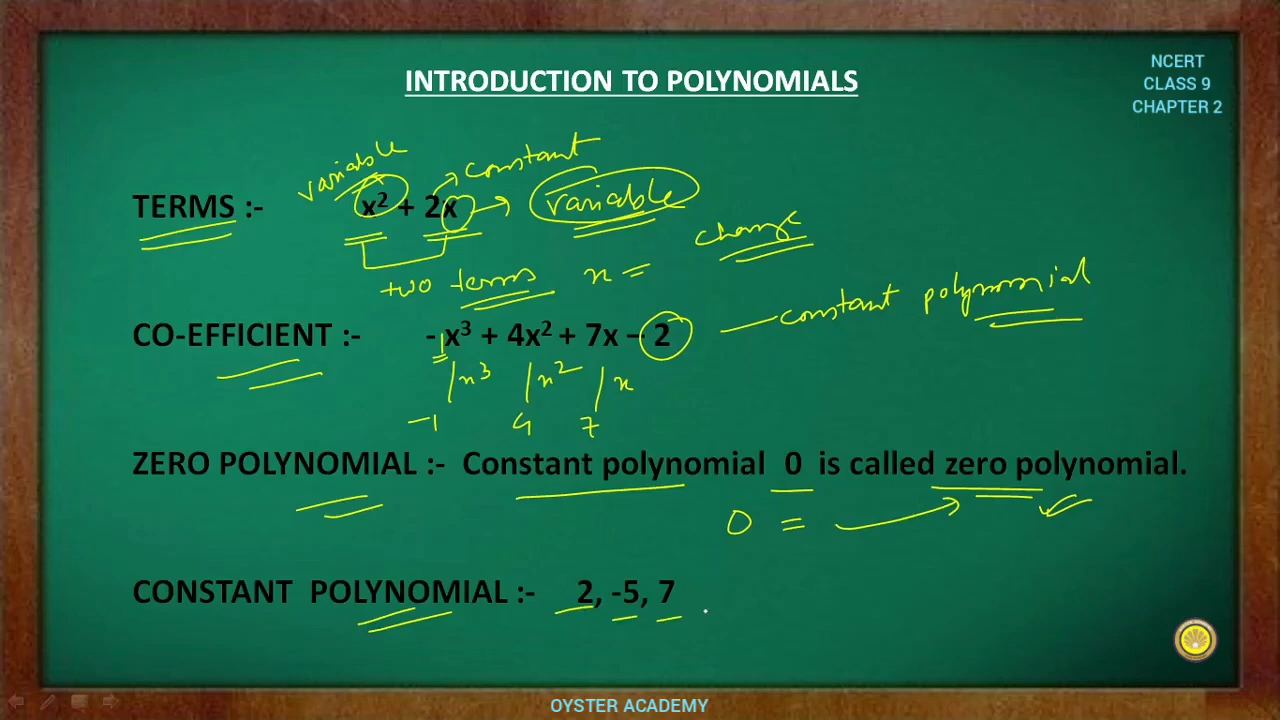 INTRODUCTION TO POLYNOMIALS
NCERT
CLASS 9
CHAPTER 2
variable
constant
TERMS :- x² + 2x
variable
change
two terms x =
constant polynomial
CO-EFFICIENT :- - x³ + 4x² + 7x – 2
1
x³ x² x
-1 4 7
ZERO POLYNOMIAL :- Constant polynomial 0 is called zero polynomial.
0 =
CONSTANT POLYNOMIAL :- 2, -5, 7
OYSTER ACADEMY